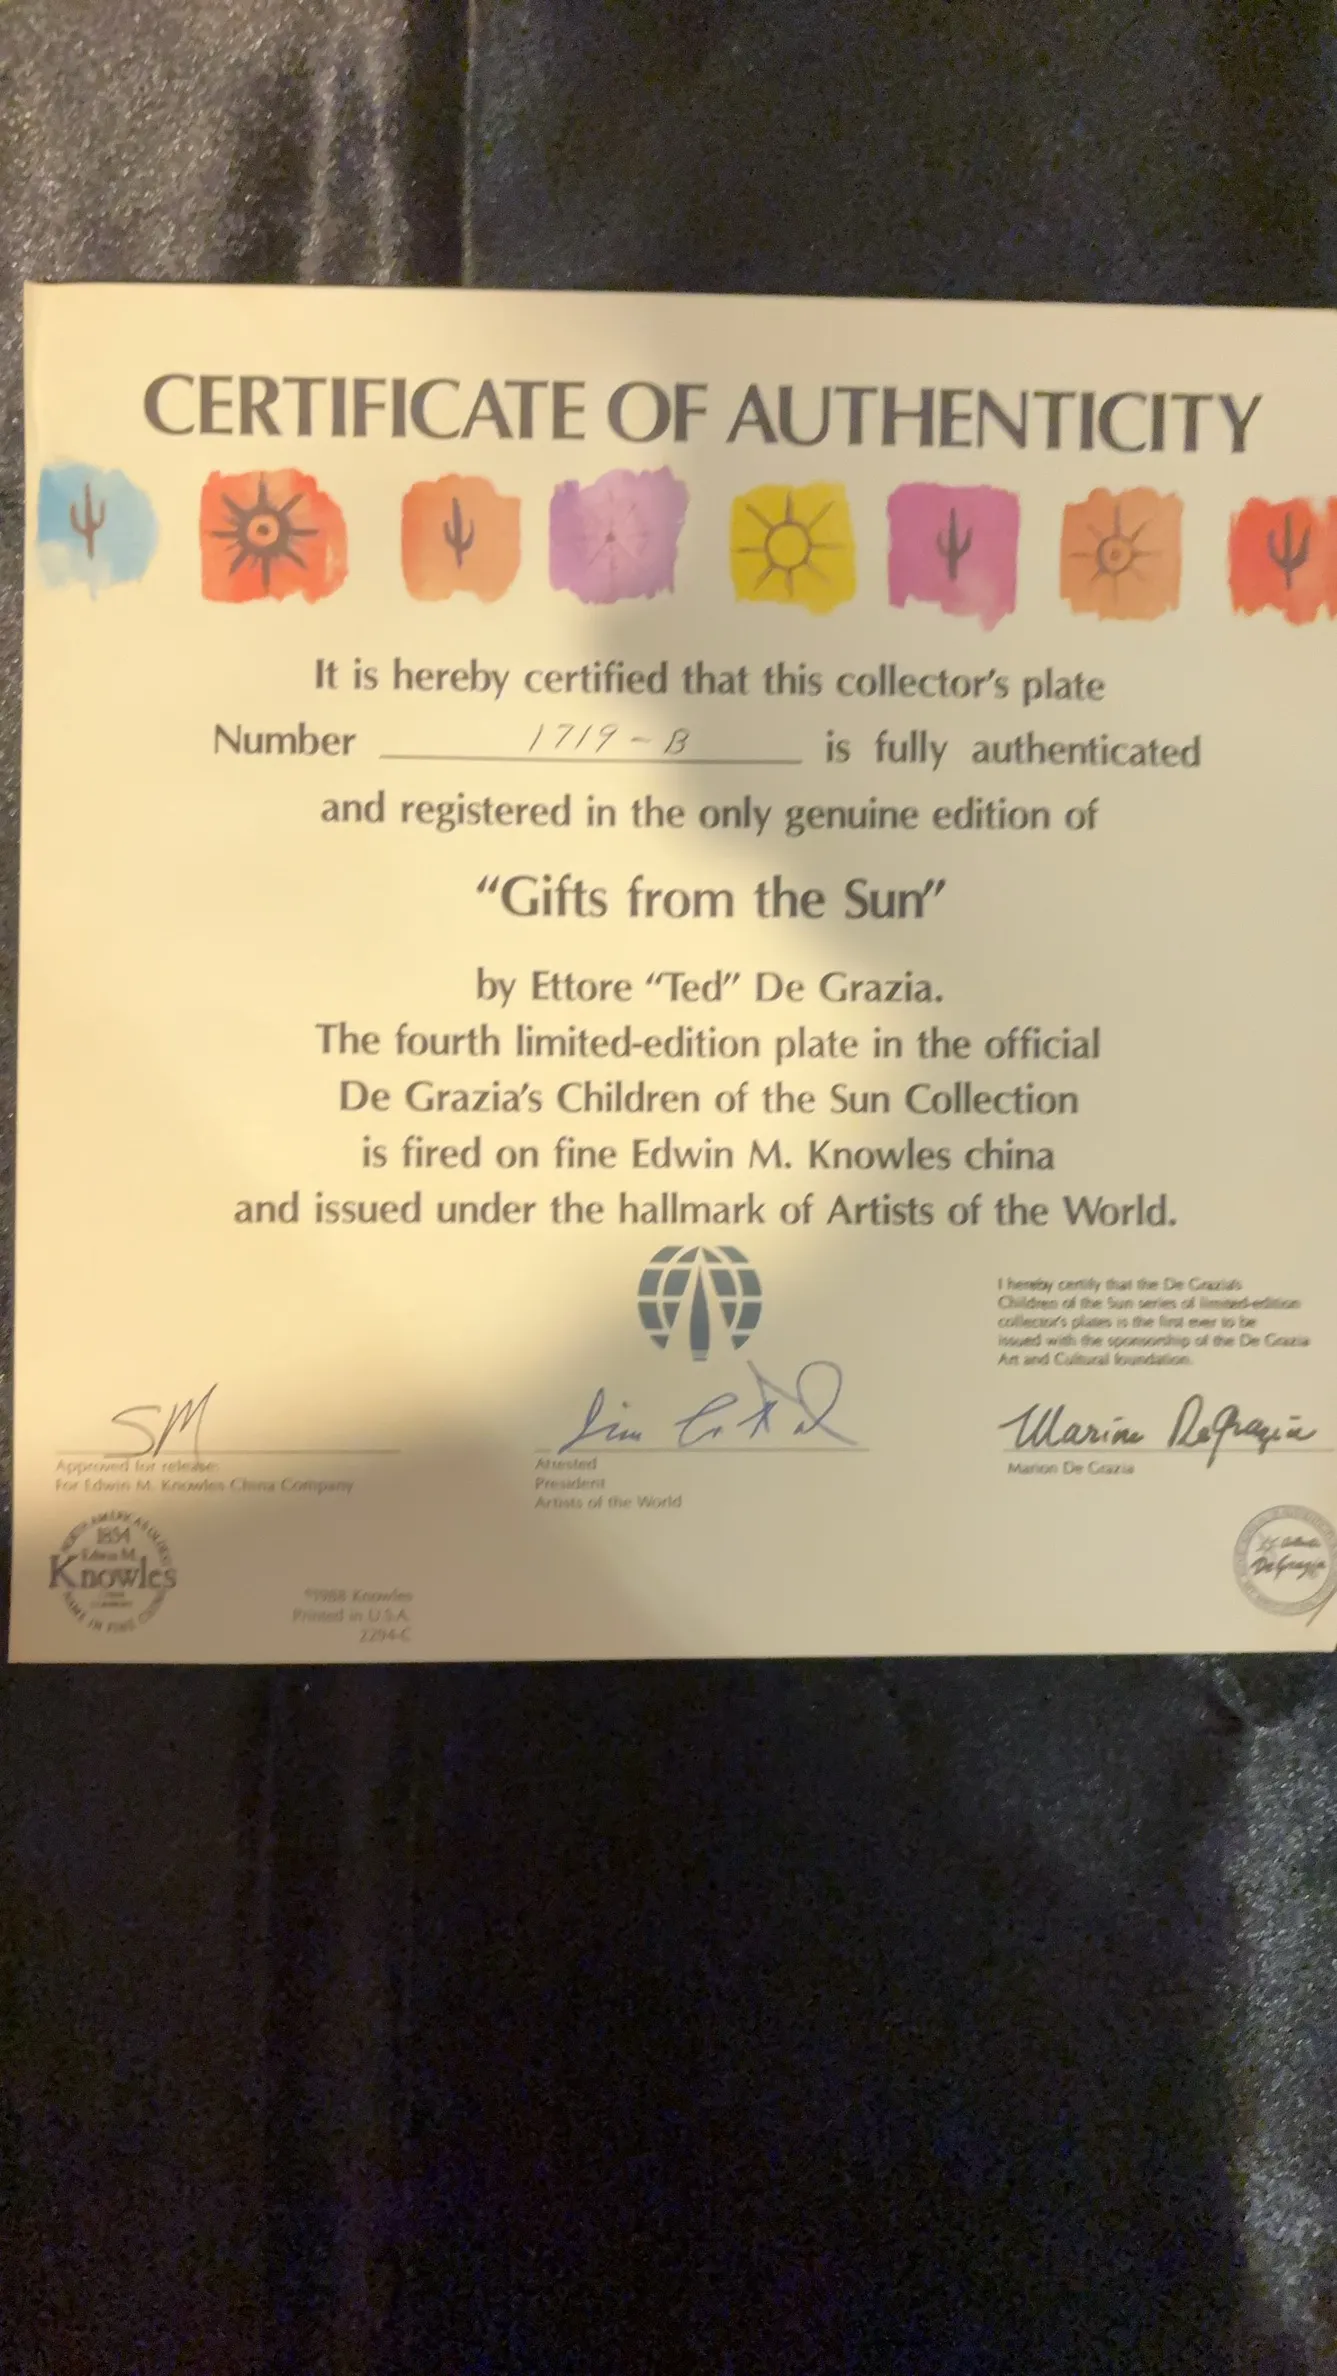 CERTIFICATE OF AUTHENTICITY
It is hereby certified that this collector's plate
Number 1719-B is fully authenticated
and registered in the only genuine edition of
“Gifts from the Sun”
by Ettore “Ted” De Grazia.
The fourth limited-edition plate in the official
De Grazia's Children of the Sun Collection
is fired on fine Edwin M. Knowles china
and issued under the hallmark of Artists of the World.
I hereby certify that the De Grazia's
Children of the Sun series of limited-edition
collector's plates is the first ever to be
issued with the sponsorship of the De Grazia
Art and Cultural foundation.
SM
Approved for release:
For Edwin M. Knowles China Company
Attested
President
Artists of the World
Marion DeGrazia
Marion De Grazia
1854
Edwin M.
Knowles
©1988 Knowles
Printed in U.S.A.
2294-C
DeGrazia